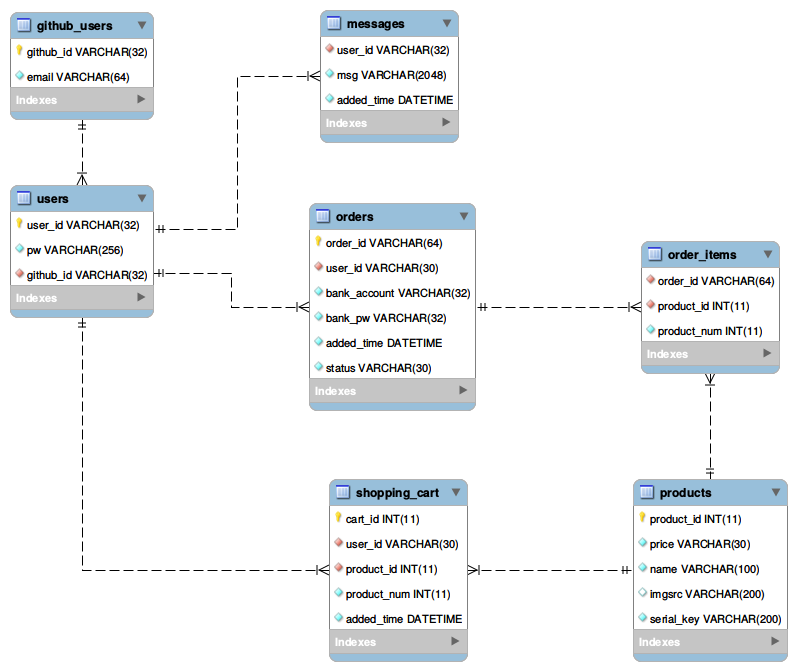 github_users
github_id VARCHAR(32)
email VARCHAR(64)
Indexes
messages
user_id VARCHAR(32)
msg VARCHAR(2048)
added_time DATETIME
Indexes
users
user_id VARCHAR(32)
pw VARCHAR(256)
github_id VARCHAR(32)
Indexes
orders
order_id VARCHAR(64)
user_id VARCHAR(30)
bank_account VARCHAR(32)
bank_pw VARCHAR(32)
added_time DATETIME
status VARCHAR(30)
Indexes
order_items
order_id VARCHAR(64)
product_id INT(11)
product_num INT(11)
Indexes
shopping_cart
cart_id INT(11)
user_id VARCHAR(30)
product_id INT(11)
product_num INT(11)
added_time DATETIME
Indexes
products
product_id INT(11)
price VARCHAR(30)
name VARCHAR(100)
imgsrc VARCHAR(200)
serial_key VARCHAR(200)
Indexes